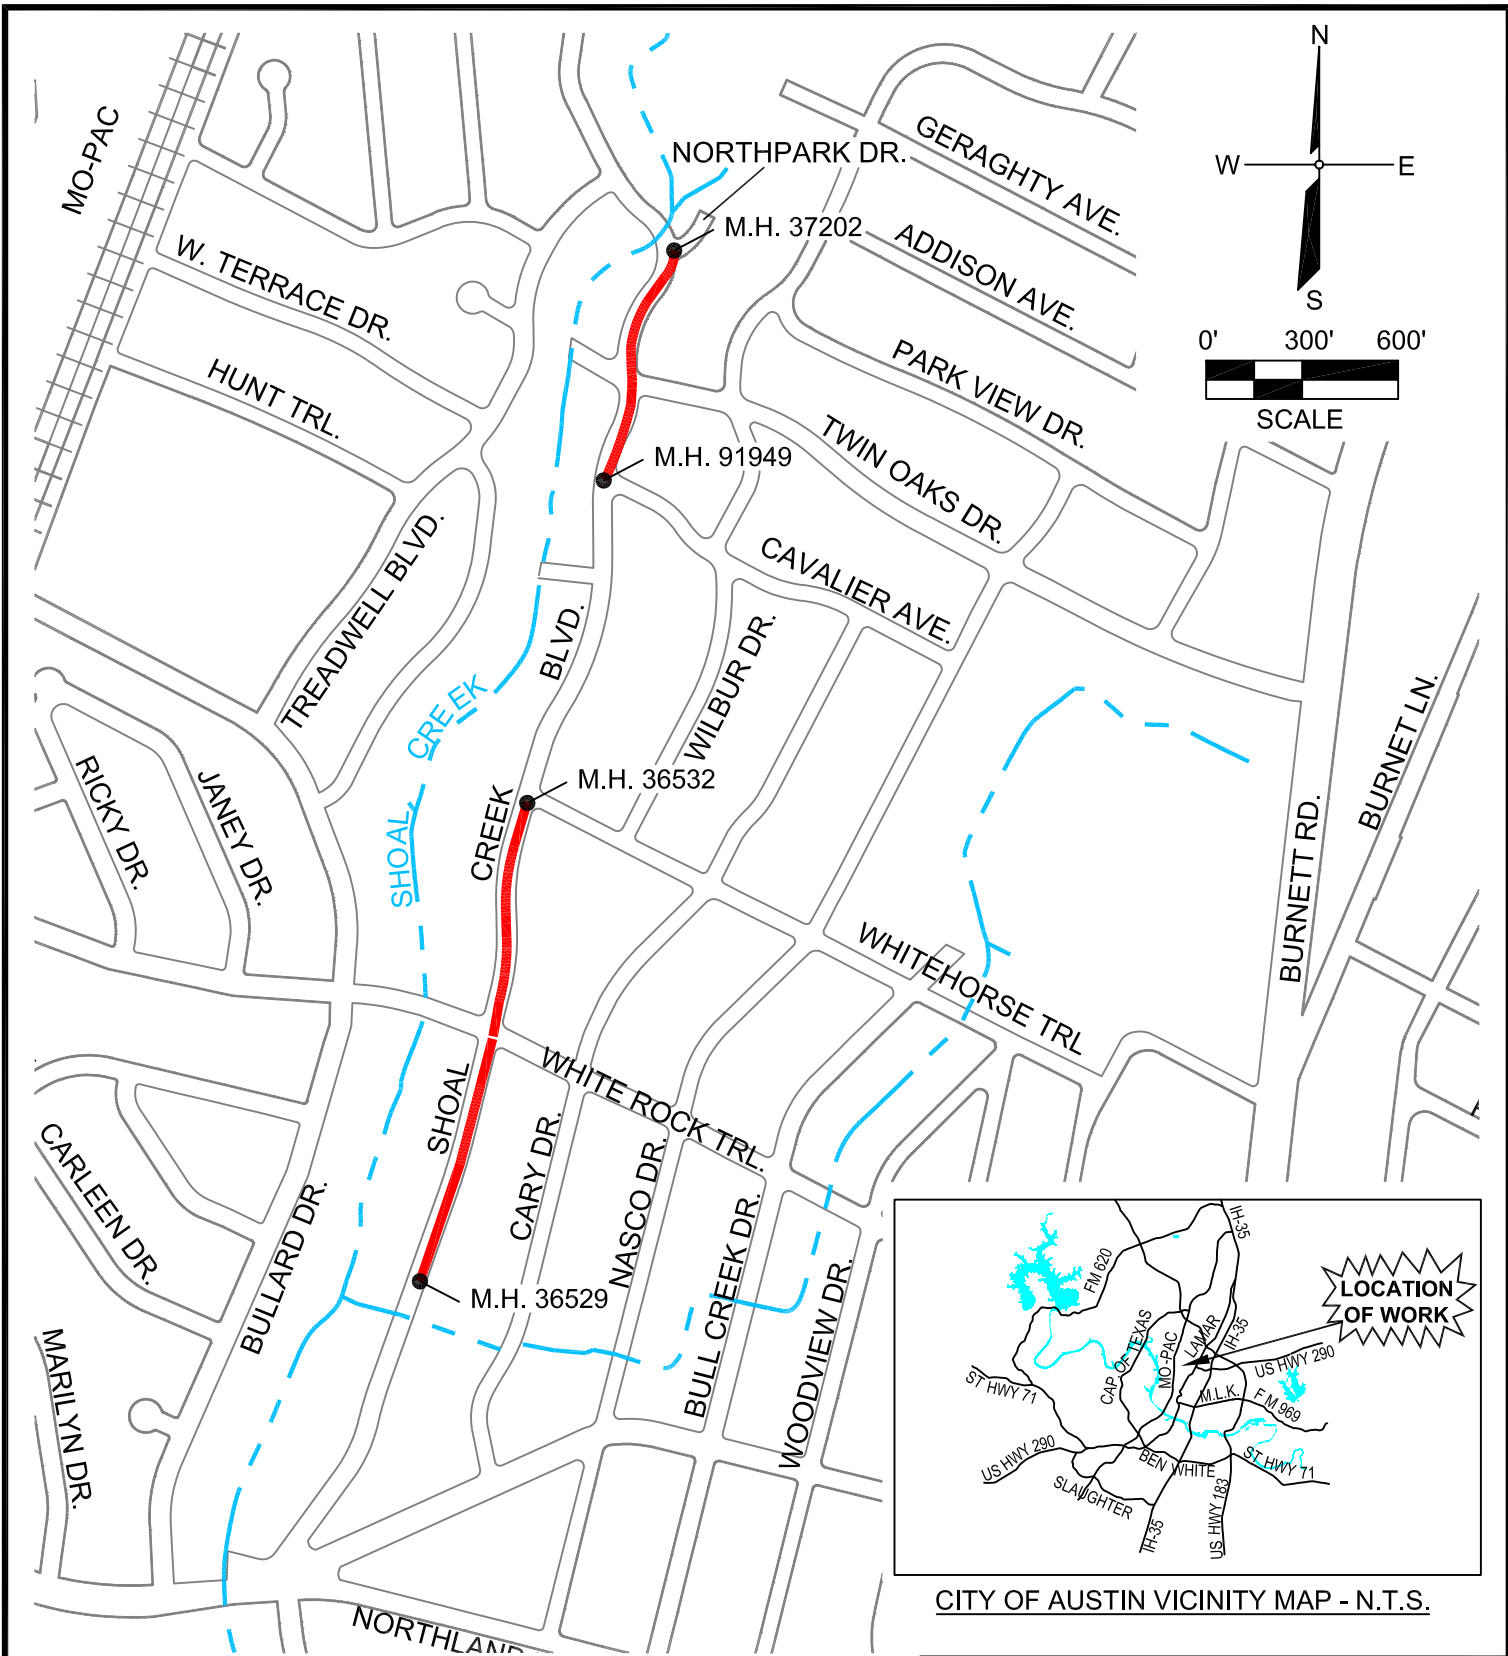 N
W
E
S
0' 300' 600'
SCALE
MO-PAC
NORTHPARK DR.
GERAGHTY AVE.
M.H. 37202
ADDISON AVE.
W. TERRACE DR.
PARK VIEW DR.
HUNT TRL.
TWIN OAKS DR.
M.H. 91949
CAVALIER AVE.
TREADWELL BLVD.
SHOAL CREEK BLVD.
WILBUR DR.
SHOAL CREEK
M.H. 36532
RICKY DR.
JANEY DR.
BURNET LN.
BURNETT RD.
WHITEHORSE TRL
WHITE ROCK TRL.
CARLEEN DR.
BULLARD DR.
CARY DR.
NASCO DR.
BULL CREEK DR.
WOODVIEW DR.
M.H. 36529
MARILYN DR.
NORTHLAND
IH-35
FM 620
LOCATION
OF WORK
CAP OF TEXAS
MO-PAC
LAMAR
IH-35
US HWY 290
ST HWY 71
M.L.K.
F M 969
US HWY 290
BEN WHITE
ST HWY 71
SLAUGHTER
IH-35
US HWY 183
CITY OF AUSTIN VICINITY MAP - N.T.S.